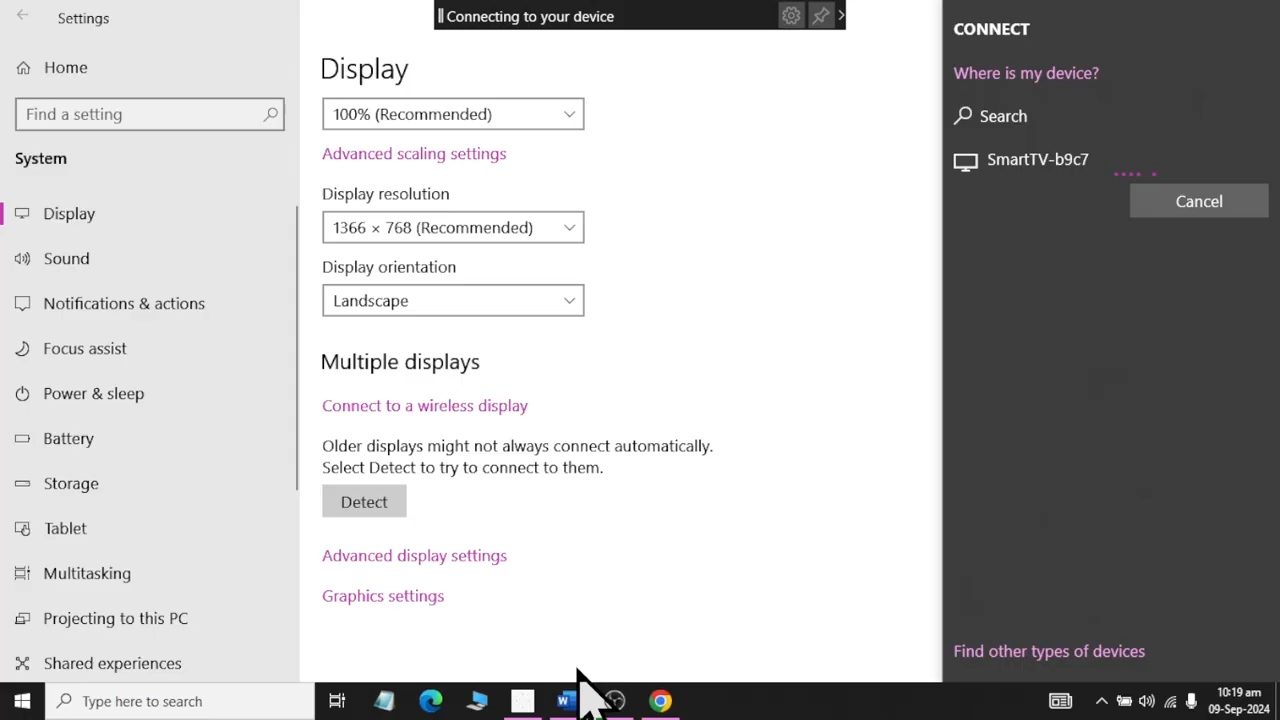 Settings
Connecting to your device
CONNECT
Home
Display
Where is my device?
Find a setting
100% (Recommended)
Search
System
Advanced scaling settings
SmartTV-b9c7
Display resolution
Cancel
Display
1366 × 768 (Recommended)
Sound
Display orientation
Notifications & actions
Landscape
Focus assist
Multiple displays
Power & sleep
Connect to a wireless display
Battery
Older displays might not always connect automatically.
Select Detect to try to connect to them.
Storage
Detect
Tablet
Advanced display settings
Multitasking
Graphics settings
Projecting to this PC
Shared experiences
Find other types of devices
Type here to search
W
10:19 am
09-Sep-2024